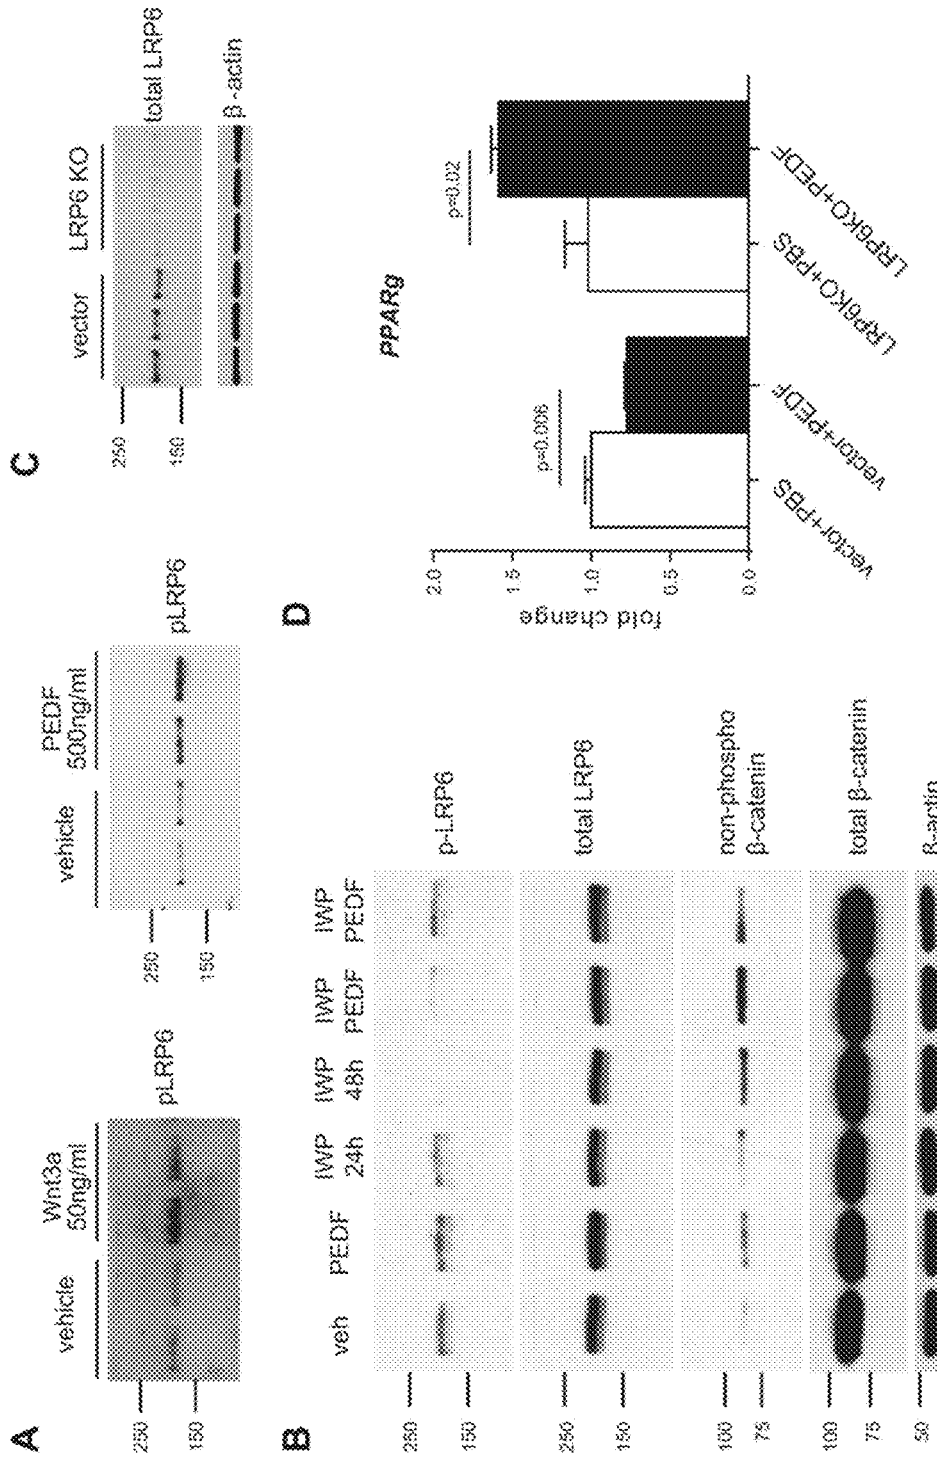 A
vehicle
Wnt3a
50ng/ml
250
150
pLRP6
vehicle
PEDF
500ng/ml
250
150
pLRP6
C
vector
LRP6 KO
250
150
total LRP6
β-actin
B
veh
PEDF
IWP
24h
IWP
48h
IWP
PEDF
IWP
PEDF
250
150
p-LRP6
250
150
total LRP6
100
75
non-phospho
β-catenin
100
75
total β-catenin
50
β-actin
D
PPARg
fold change
2.0
1.5
1.0
0.5
0.0
p=0.006
p=0.02
vector+PBS
vector+PEDF
LRP6KO+PBS
LRP6KO+PEDF